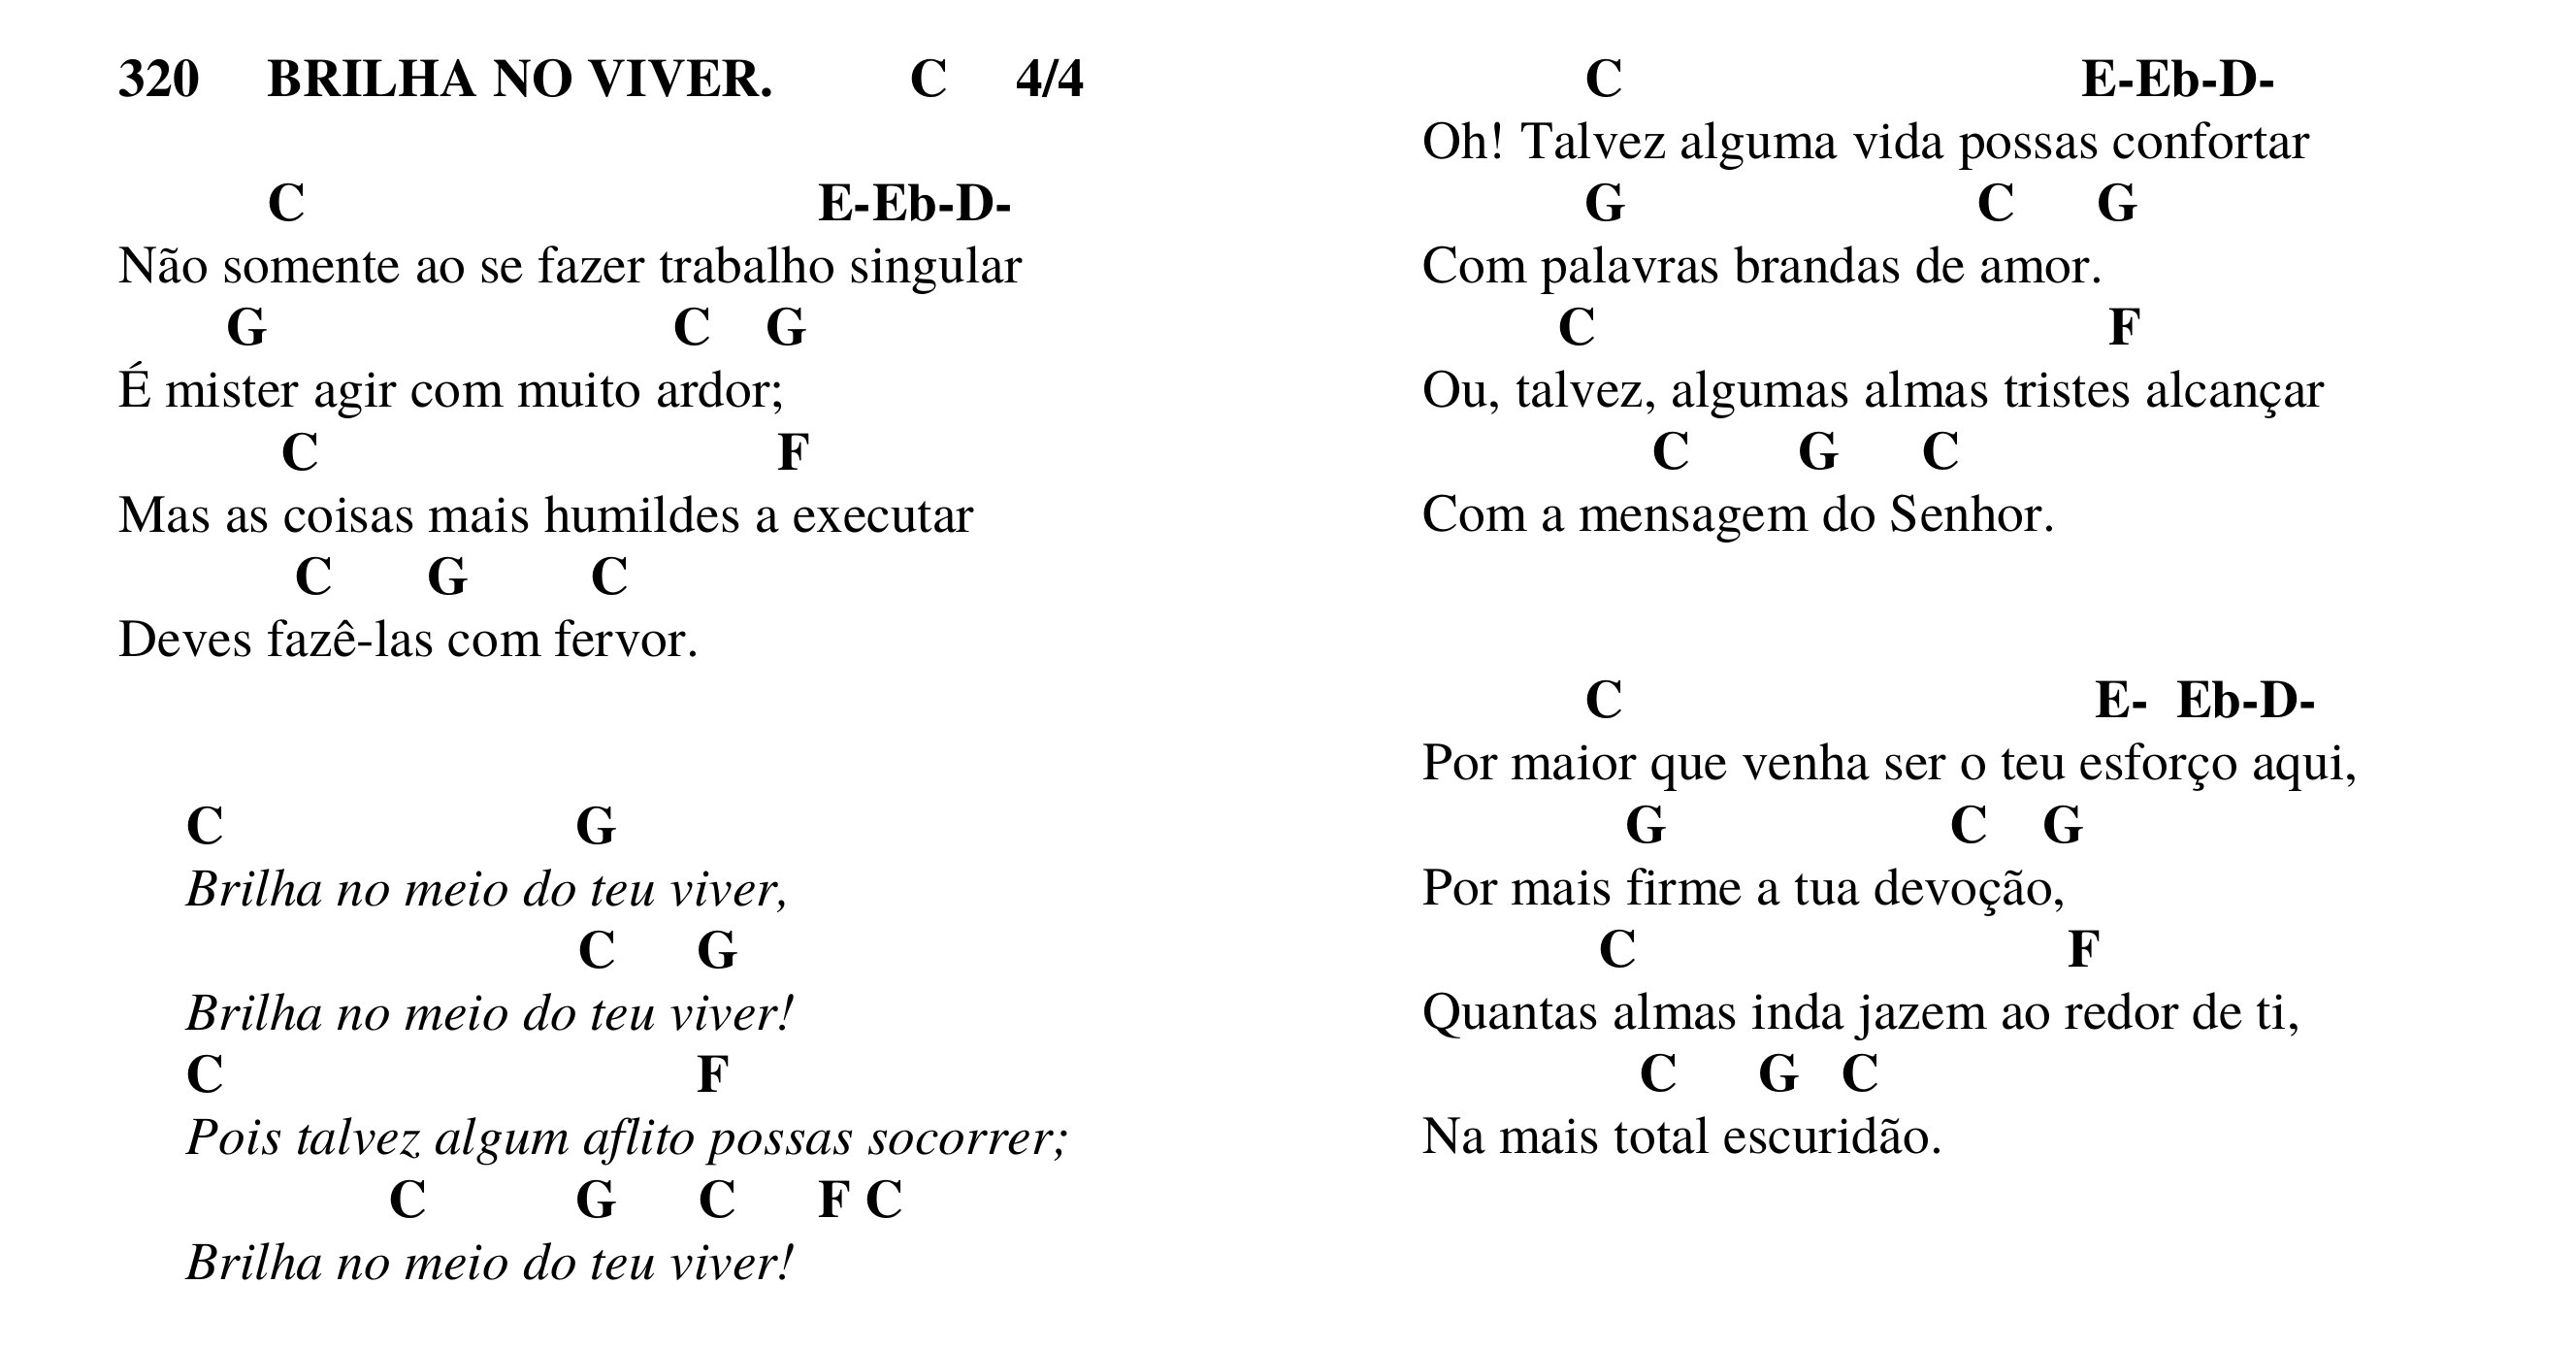 320 BRILHA NO VIVER. C 4/4
C E-Eb-D-
Não somente ao se fazer trabalho singular
G C G
É mister agir com muito ardor;
C F
Mas as coisas mais humildes a executar
C G C
Deves fazê-las com fervor.
C G
Brilha no meio do teu viver,
C G
Brilha no meio do teu viver!
C F
Pois talvez algum aflito possas socorrer;
C G C F C
Brilha no meio do teu viver!
C E-Eb-D-
Oh! Talvez alguma vida possas confortar
G C G
Com palavras brandas de amor.
C F
Ou, talvez, algumas almas tristes alcançar
C G C
Com a mensagem do Senhor.
C E- Eb-D-
Por maior que venha ser o teu esforço aqui,
G C G
Por mais firme a tua devoção,
C F
Quantas almas inda jazem ao redor de ti,
C G C
Na mais total escuridão.